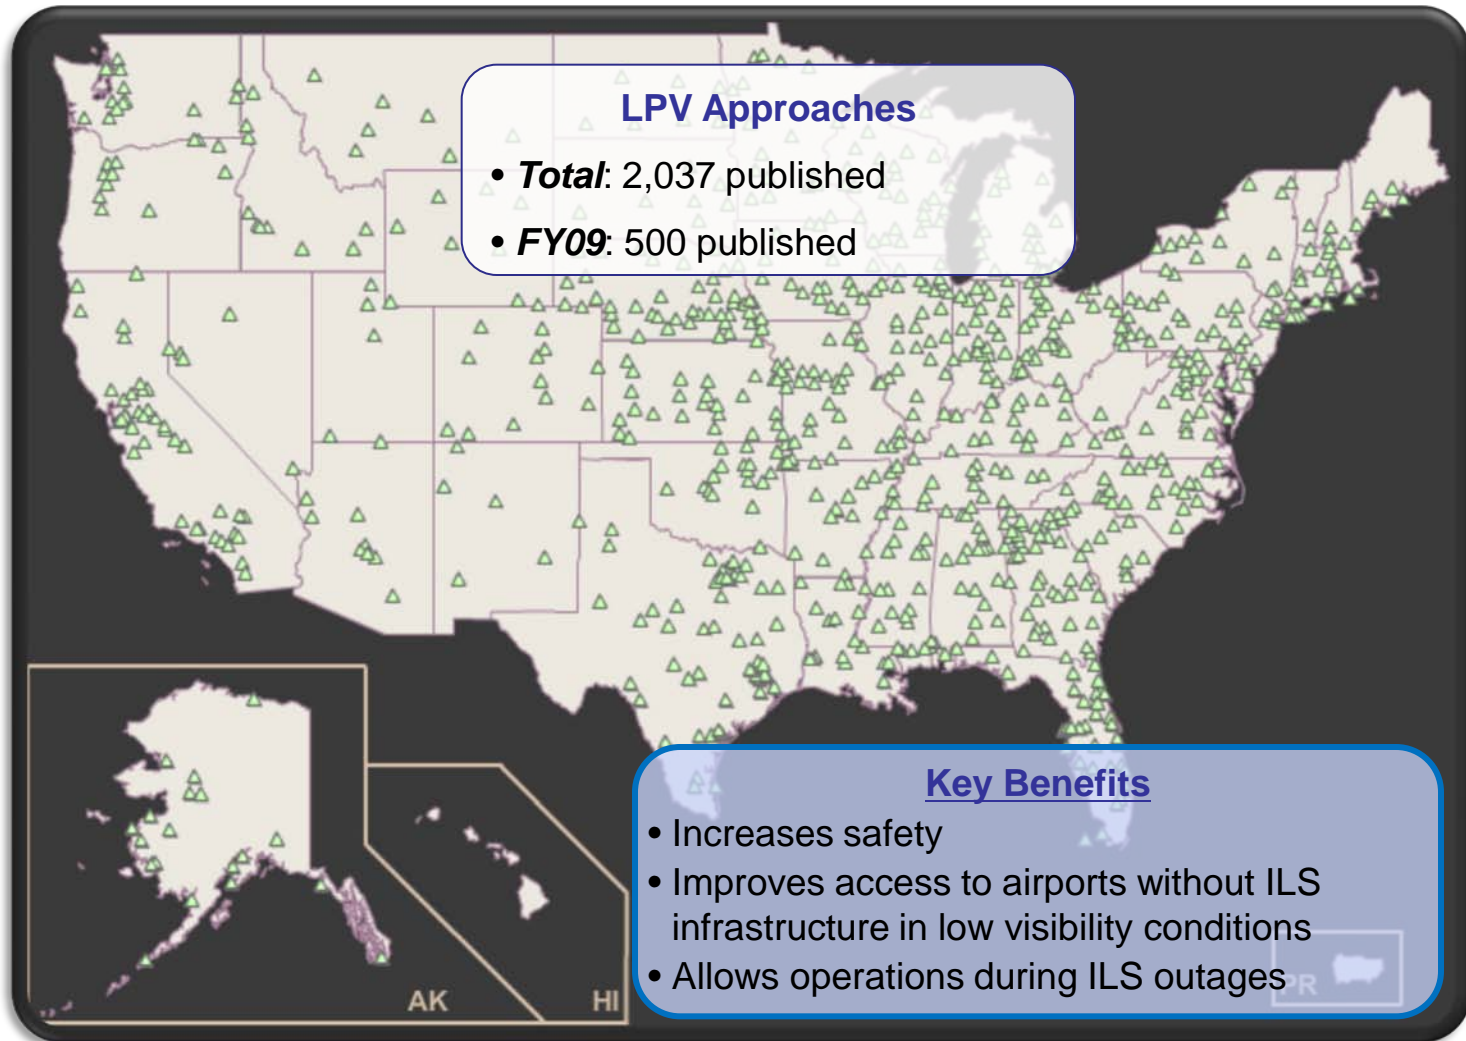 LPV Approaches
• Total: 2,037 published
• FY09: 500 published
Key Benefits
• Increases safety
• Improves access to airports without ILS
infrastructure in low visibility conditions
• Allows operations during ILS outages
AK
HI
PR